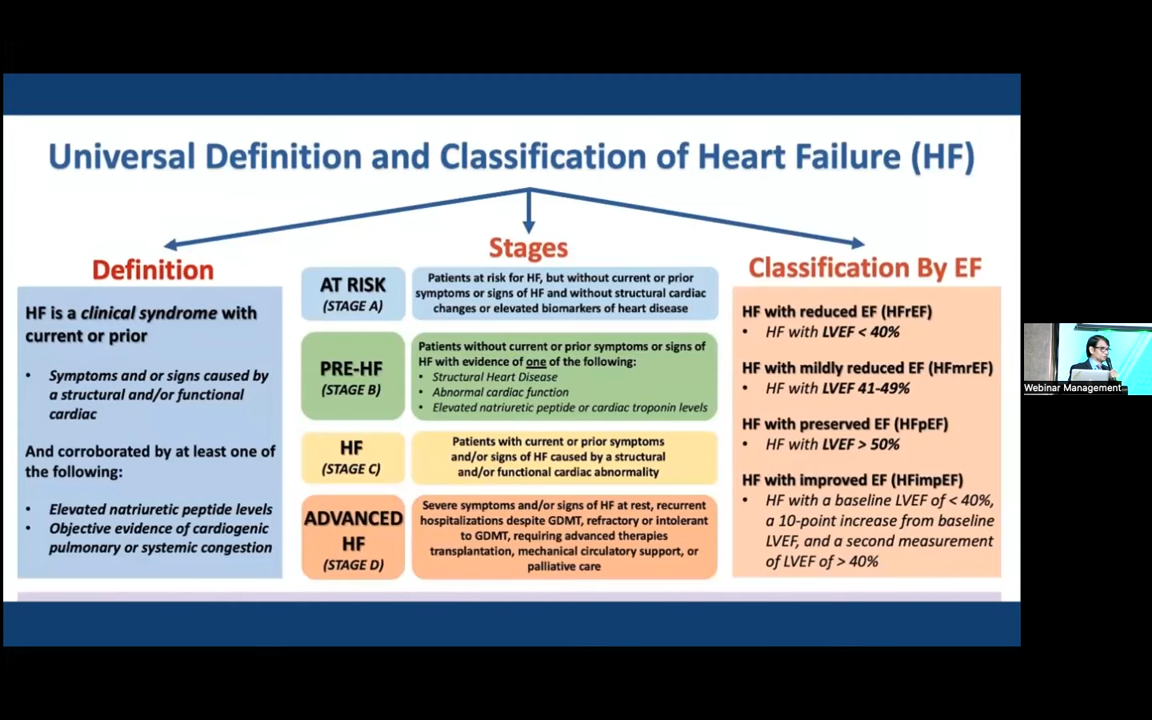 Universal Definition and Classification of Heart Failure (HF)
Definition
HF is a clinical syndrome with
current or prior
• Symptoms and or signs caused by
a structural and/or functional
cardiac
And corroborated by at least one of
the following:
• Elevated natriuretic peptide levels
• Objective evidence of cardiogenic
pulmonary or systemic congestion
Stages
AT RISK
(STAGE A)
Patients at risk for HF, but without current or prior
symptoms or signs of HF and without structural cardiac
changes or elevated biomarkers of heart disease
PRE-HF
(STAGE B)
Patients without current or prior symptoms or signs of
HF with evidence of one of the following:
• Structural Heart Disease
• Abnormal cardiac function
• Elevated natriuretic peptide or cardiac troponin levels
HF
(STAGE C)
Patients with current or prior symptoms
and/or signs of HF caused by a structural
and/or functional cardiac abnormality
ADVANCED
HF
(STAGE D)
Severe symptoms and/or signs of HF at rest, recurrent
hospitalizations despite GDMT, refractory or intolerant
to GDMT, requiring advanced therapies
transplantation, mechanical circulatory support, or
palliative care
Classification By EF
HF with reduced EF (HFrEF)
• HF with LVEF < 40%
HF with mildly reduced EF (HFmrEF)
• HF with LVEF 41-49%
HF with preserved EF (HFpEF)
• HF with LVEF > 50%
HF with improved EF (HFimpEF)
• HF with a baseline LVEF of < 40%,
a 10-point increase from baseline
LVEF, and a second measurement
of LVEF of > 40%
Webinar Management...